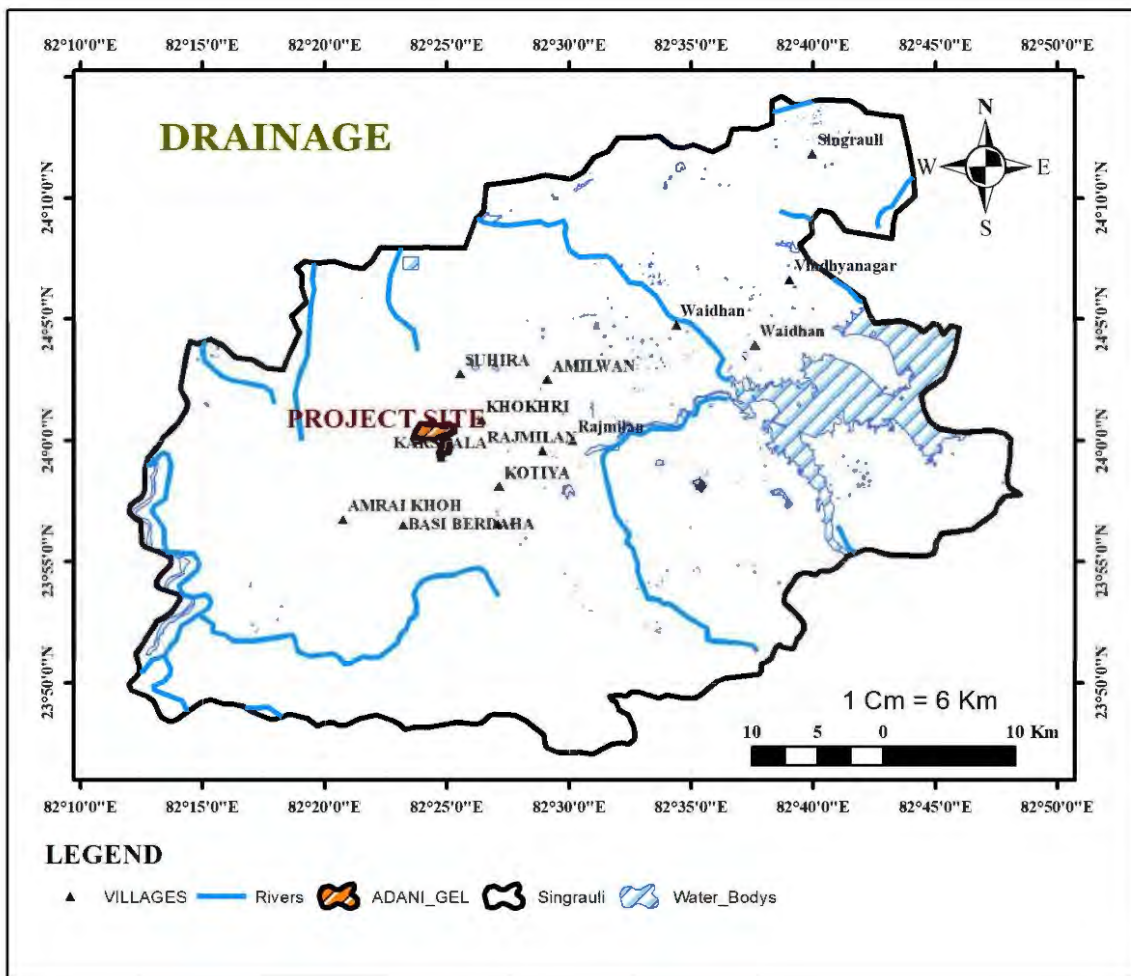 82°10'0"E 82°15'0"E 82°20'0"E 82°25'0"E 82°30'0"E 82°35'0"E 82°40'0"E 82°45'0"E 82°50'0"E
DRAINAGE
N
W E
S
Singrauli
24°10'0"N 24°10'0"N
Vindhyanagar
24°5'0"N 24°5'0"N
Waidhan
Waidhan
SUHIRA
AMILWAN
KHOKHRI
PROJECT SITE
Rajmilan
24°0'0"N 24°0'0"N
RAJMILAN
KOTIYA
AMRAI KHOH
BASI BERDAHA
23°55'0"N 23°55'0"N
23°50'0"N 23°50'0"N
1 Cm = 6 Km
10 5 0 10 Km
82°10'0"E 82°15'0"E 82°20'0"E 82°25'0"E 82°30'0"E 82°35'0"E 82°40'0"E 82°45'0"E 82°50'0"E
LEGEND
VILLAGES Rivers ADANI_GEL Singrauli Water_Bodys